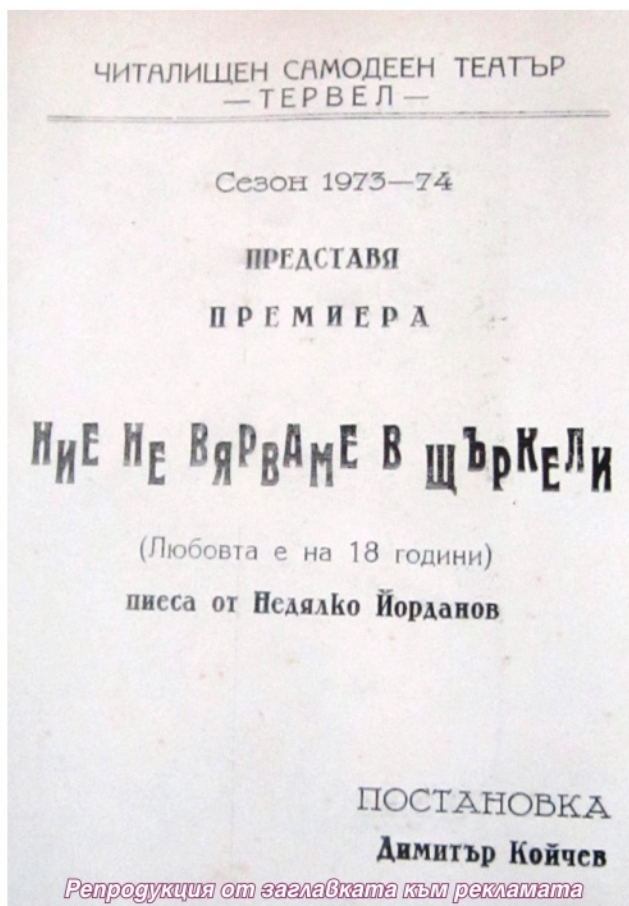 ЧИТАЛИЩЕН САМОДЕЕН ТЕАТЪР
— ТЕРВЕЛ —
Сезон 1973—74
ПРЕДСТАВЯ
ПРЕМИЕРА
НИЕ НЕ ВЯРВАМЕ В ЩЪРКЕЛИ
(Любовта е на 18 години)
пиеса от Недялко Йорданов
ПОСТАНОВКА
Димитър Койчев
Репродукция от заглавката към рекламата